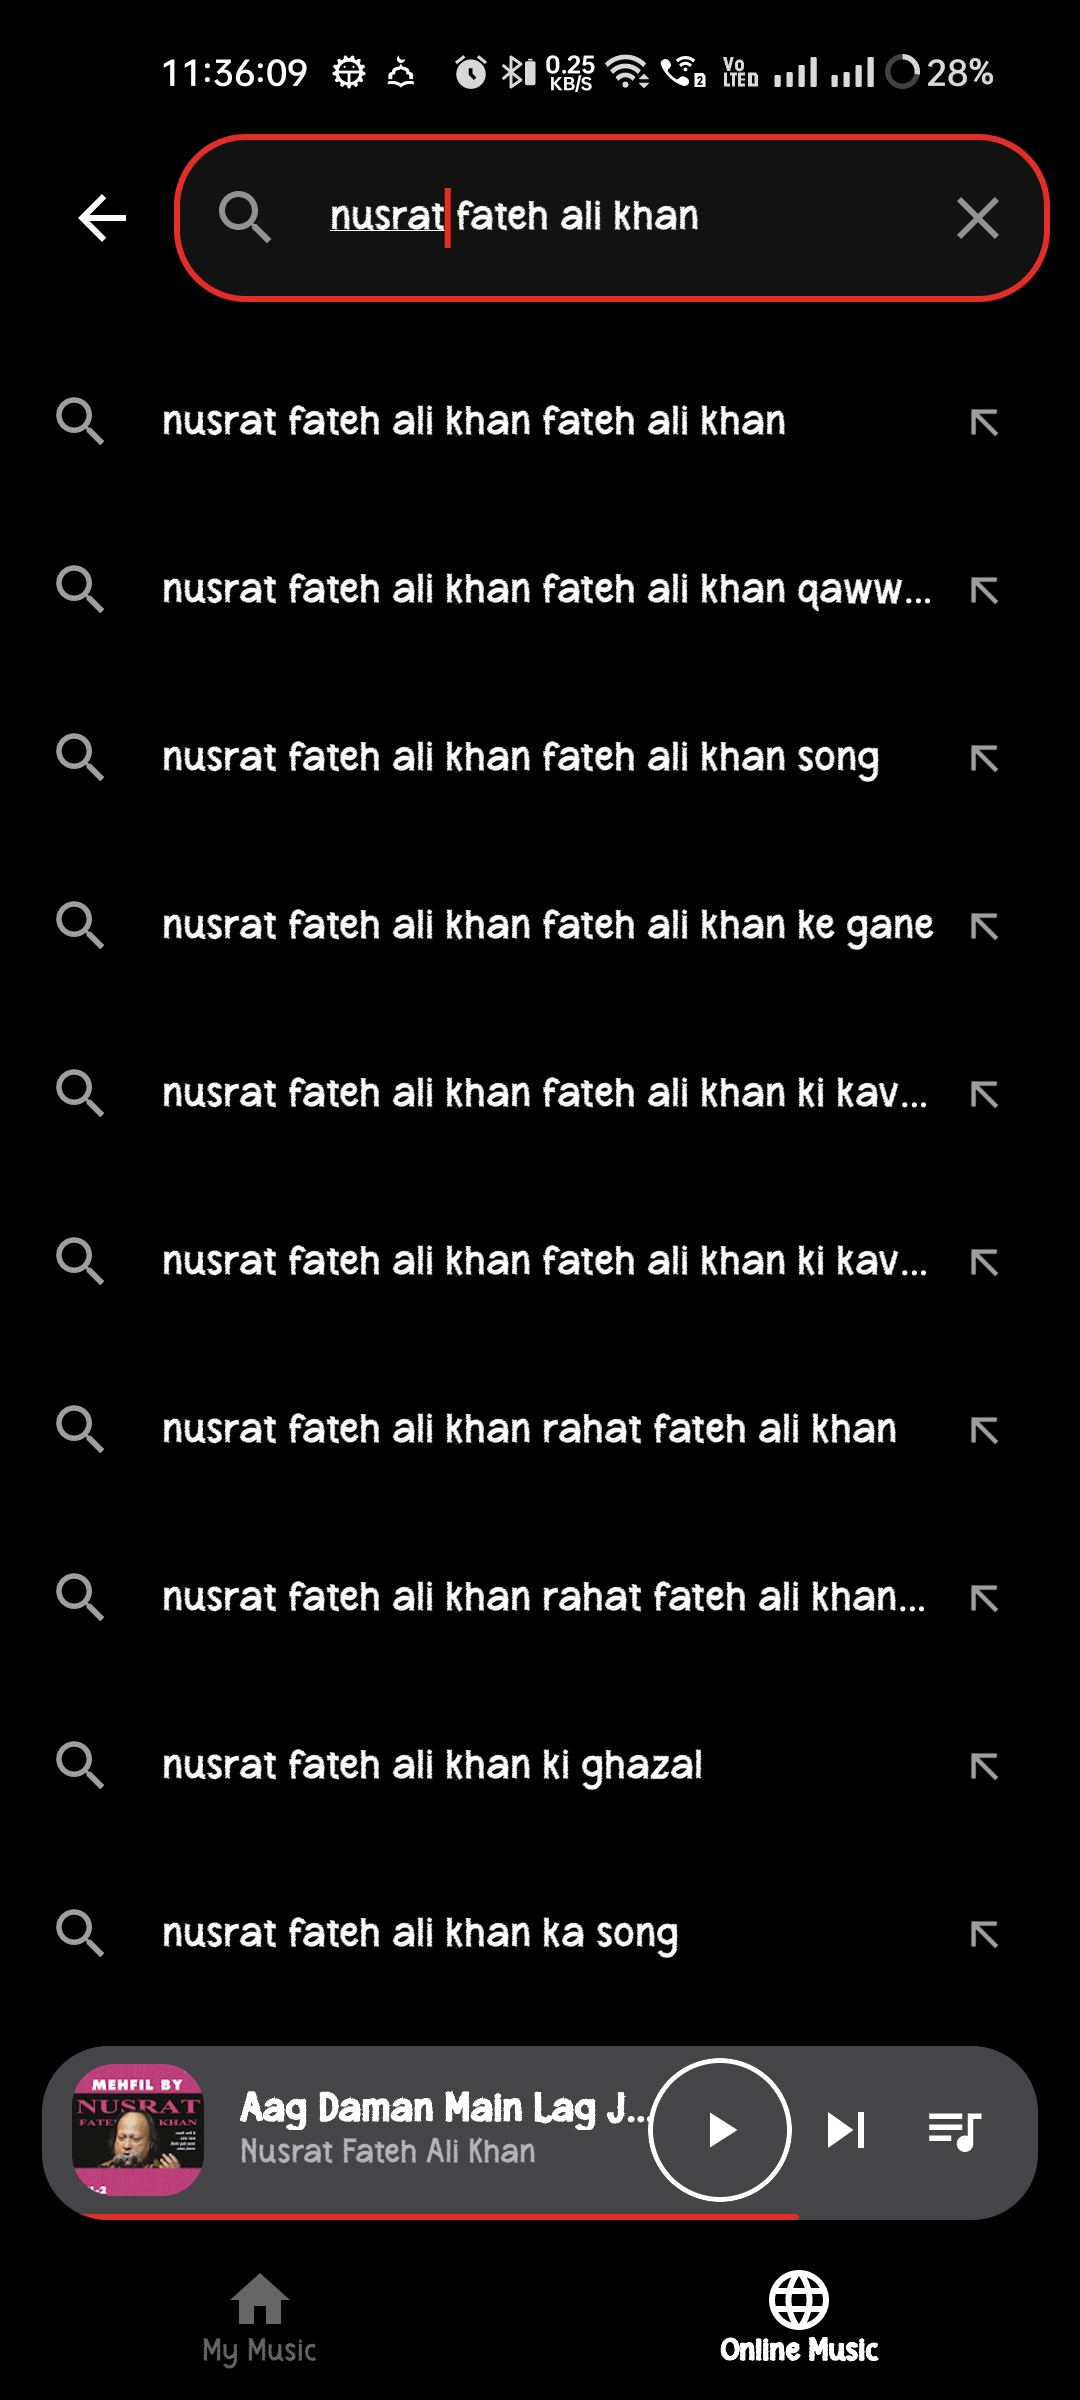 11:36:09
0.25 KB/S
2
Vo LTE D
28%
nusrat fateh ali khan
nusrat fateh ali khan fateh ali khan
nusrat fateh ali khan fateh ali khan qaww...
nusrat fateh ali khan fateh ali khan song
nusrat fateh ali khan fateh ali khan ke gane
nusrat fateh ali khan fateh ali khan ki kav...
nusrat fateh ali khan fateh ali khan ki kav...
nusrat fateh ali khan rahat fateh ali khan
nusrat fateh ali khan rahat fateh ali khan...
nusrat fateh ali khan ki ghazal
nusrat fateh ali khan ka song
MEHFIL BY
NUSRAT
FATEH KHAN
Aag Daman Main Lag J...
Nusrat Fateh Ali Khan
My Music
Online Music